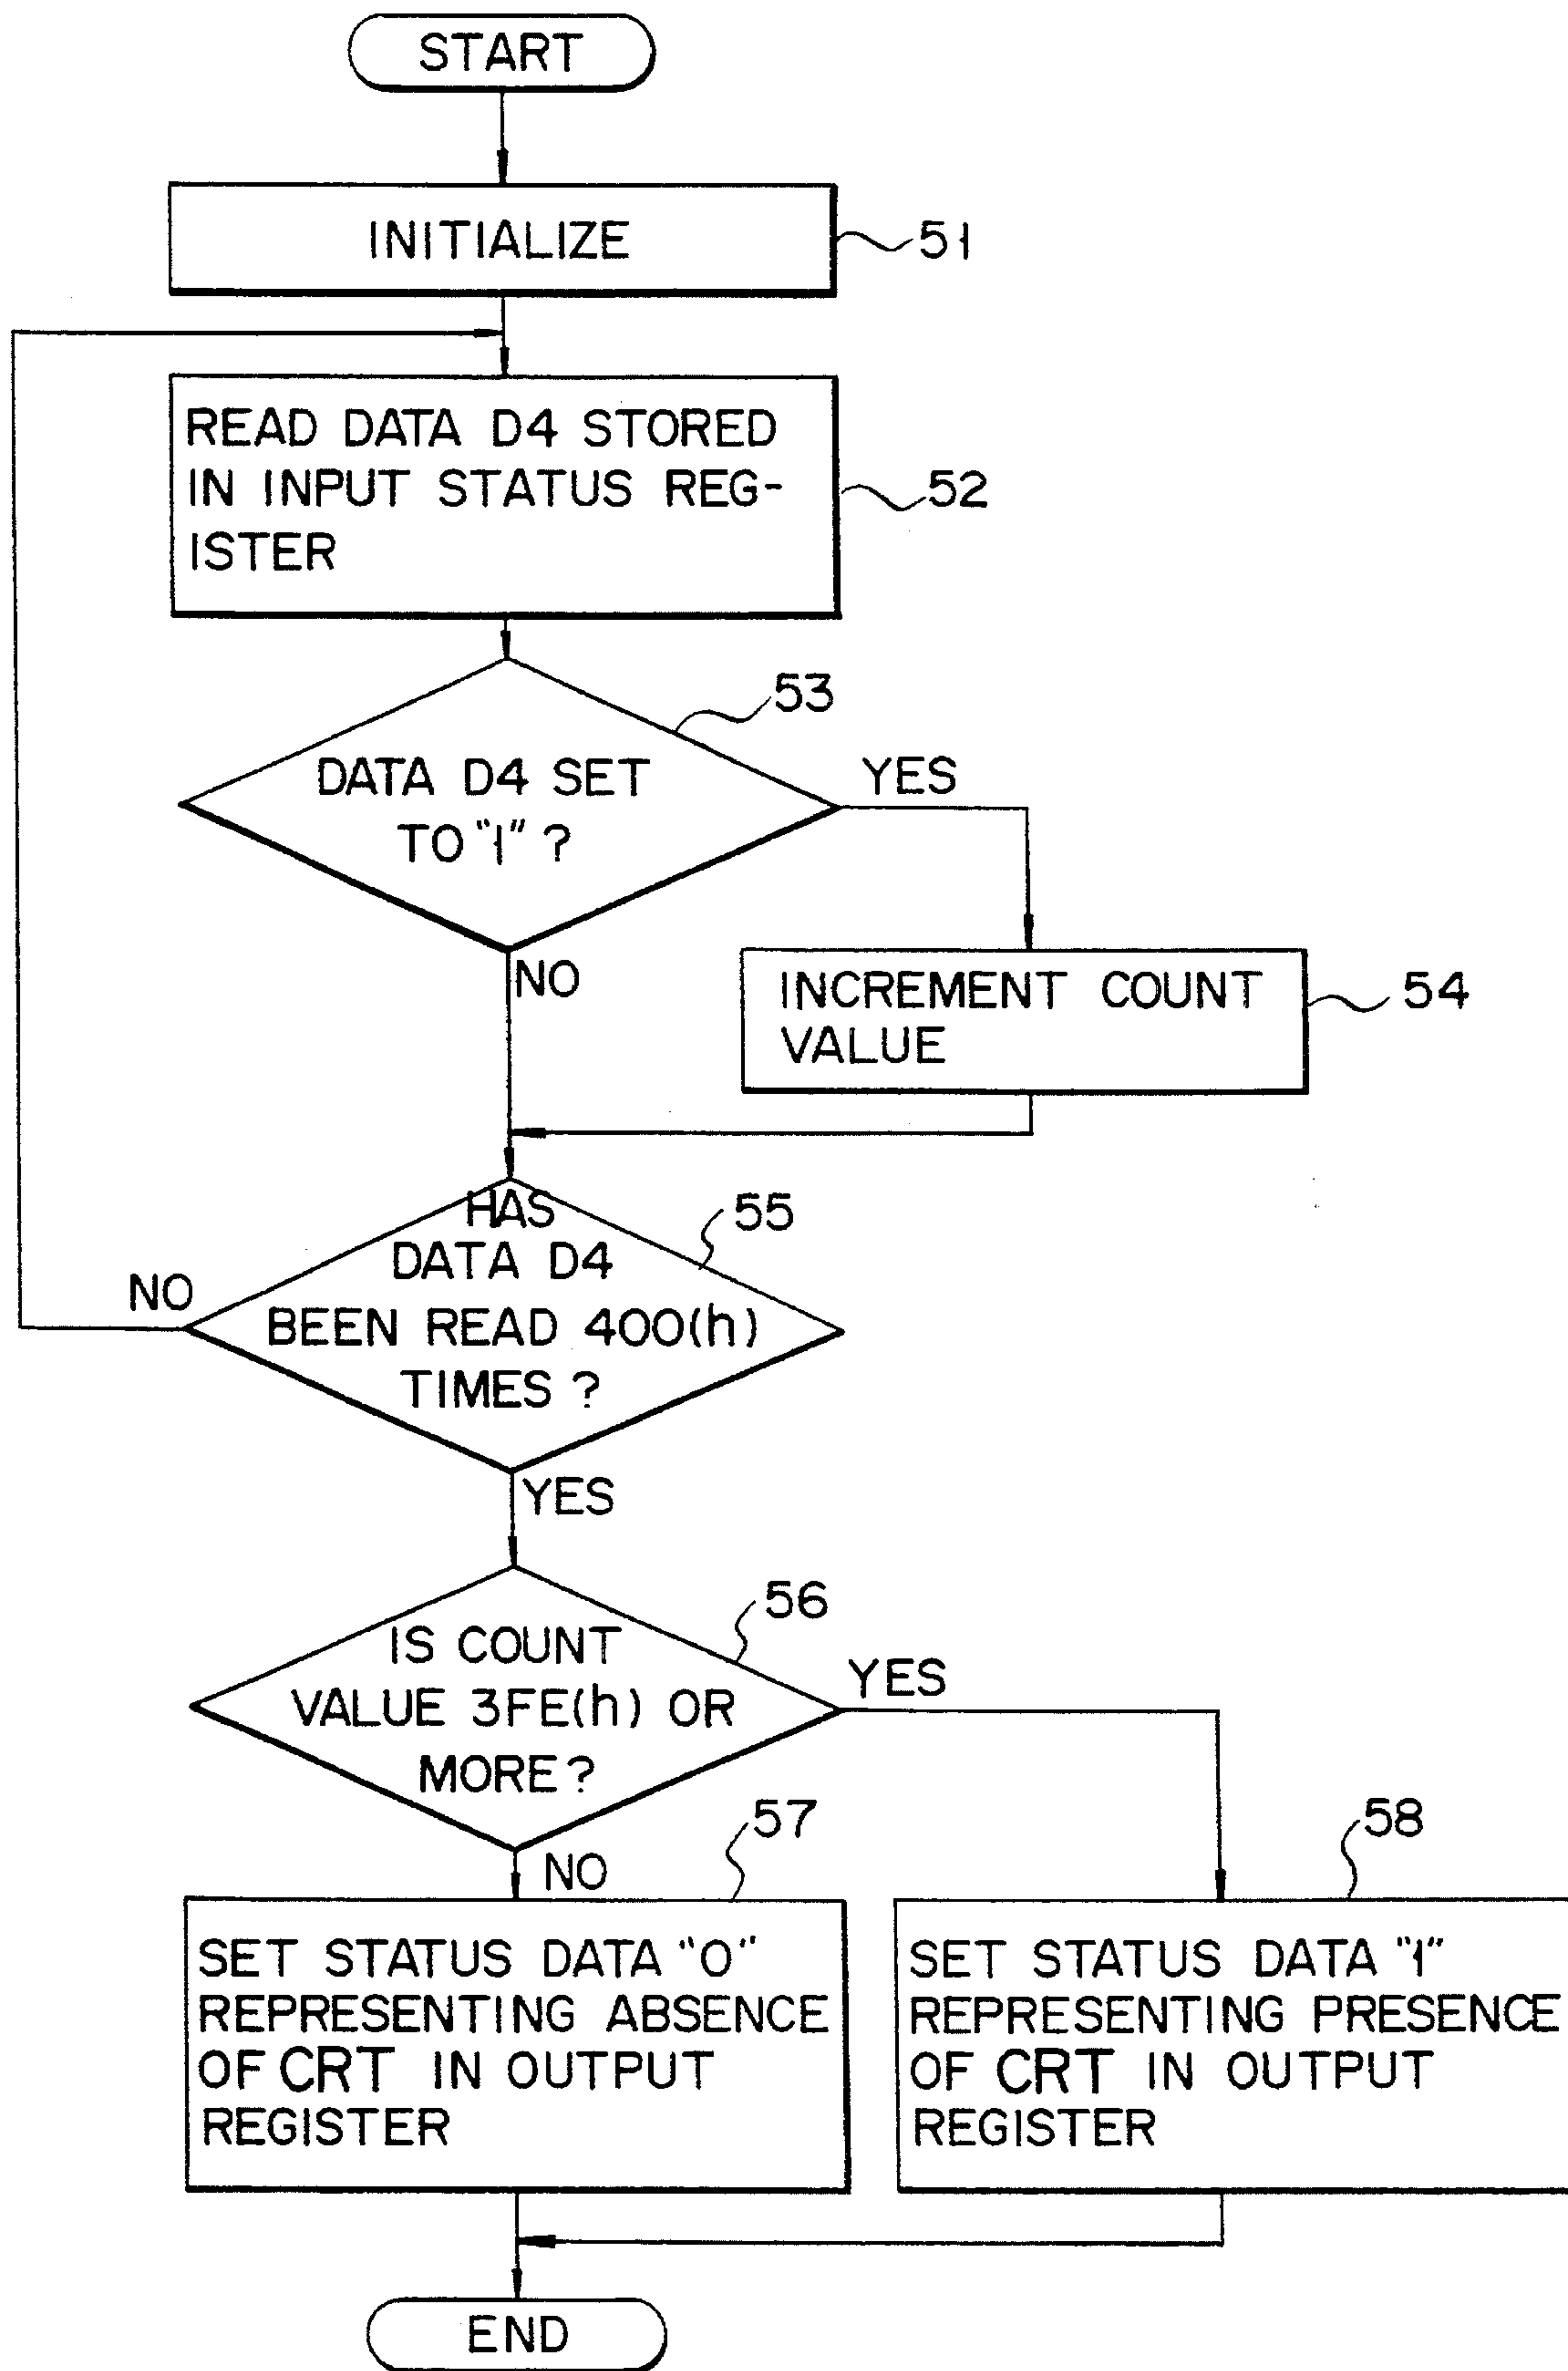 START
INITIALIZE
51
READ DATA D4 STORED
IN INPUT STATUS REG-
ISTER
52
53
DATA D4 SET
TO "1" ?
YES
NO
INCREMENT COUNT
VALUE
54
HAS
DATA D4
BEEN READ 400(h)
TIMES ?
55
NO
YES
56
IS COUNT
VALUE 3FE(h) OR
MORE ?
YES
NO
57
SET STATUS DATA "0"
REPRESENTING ABSENCE
OF CRT IN OUTPUT
REGISTER
58
SET STATUS DATA "1"
REPRESENTING PRESENCE
OF CRT IN OUTPUT
REGISTER
END